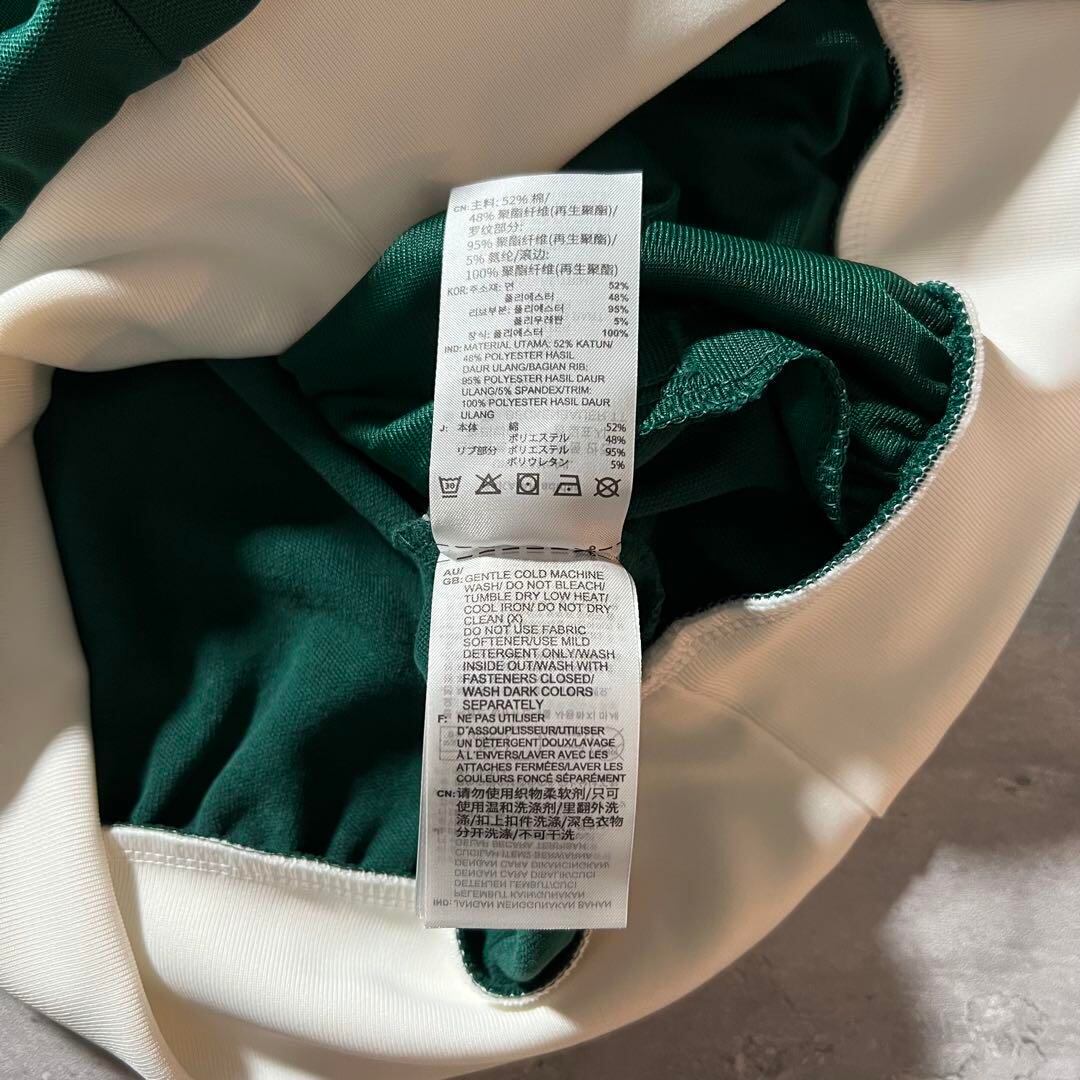 CN: 主料: 52% 棉/
48% 聚酯纤维(再生聚酯)/
罗纹部分:
95% 聚酯纤维(再生聚酯)/
5% 氨纶/滚边:
100% 聚酯纤维(再生聚酯)
KOR: 주소재: 면 52%
폴리에스터 48%
리브부분: 폴리에스터 95%
폴리우레탄 5%
장식: 폴리에스터 100%
IND: MATERIAL UTAMA: 52% KATUN/
48% POLYESTER HASIL
DAUR ULANG/BAGIAN RIB:
95% POLYESTER HASIL DAUR
ULANG/5% SPANDEX/TRIM:
100% POLYESTER HASIL DAUR
ULANG
J: 本体 綿 52%
ポリエステル 48%
リブ部分 ポリエステル 95%
ポリウレタン 5%
30
AU/
GB: GENTLE COLD MACHINE
WASH/ DO NOT BLEACH/
TUMBLE DRY LOW HEAT/
COOL IRON/ DO NOT DRY
CLEAN (X)
DO NOT USE FABRIC
SOFTENER/USE MILD
DETERGENT ONLY/WASH
INSIDE OUT/WASH WITH
FASTENERS CLOSED/
WASH DARK COLORS
SEPARATELY
F: NE PAS UTILISER
D'ASSOUPLISSEUR/UTILISER
UN DÉTERGENT DOUX/LAVAGE
À L'ENVERS/LAVER AVEC LES
ATTACHES FERMÉES/LAVER LES
COULEURS FONCÉ SÉPARÉMENT
CN: 请勿使用织物柔软剂/只可
使用温和洗涤剂/里翻外洗
涤/扣上扣件洗涤/深色衣物
分开洗涤/不可干洗